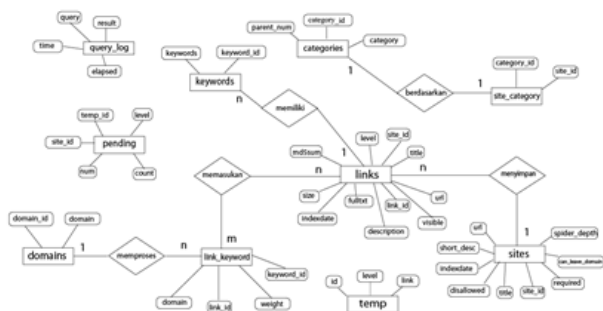 query
result
time
query_log
elapsed
parent_num
category_id
category
categories
keywords
keyword_id
keywords
n
1
berdasarkan
1
category_id
site_id
site_category
memiliki
temp_id
level
site_id
pending
num
count
1
level
site_id
title
md5sum
n
links
n
memasukan
menyimpan
size
fulltxt
url
indexdate
link_id
visible
description
domain_id
domain
domains
1
memproses
n
m
link_keyword
keyword_id
domain
link_id
weight
id
level
link
temp
1
url
spider_depth
short_desc
sites
can_leave_domain
indexdate
required
disallowed
title
site_id